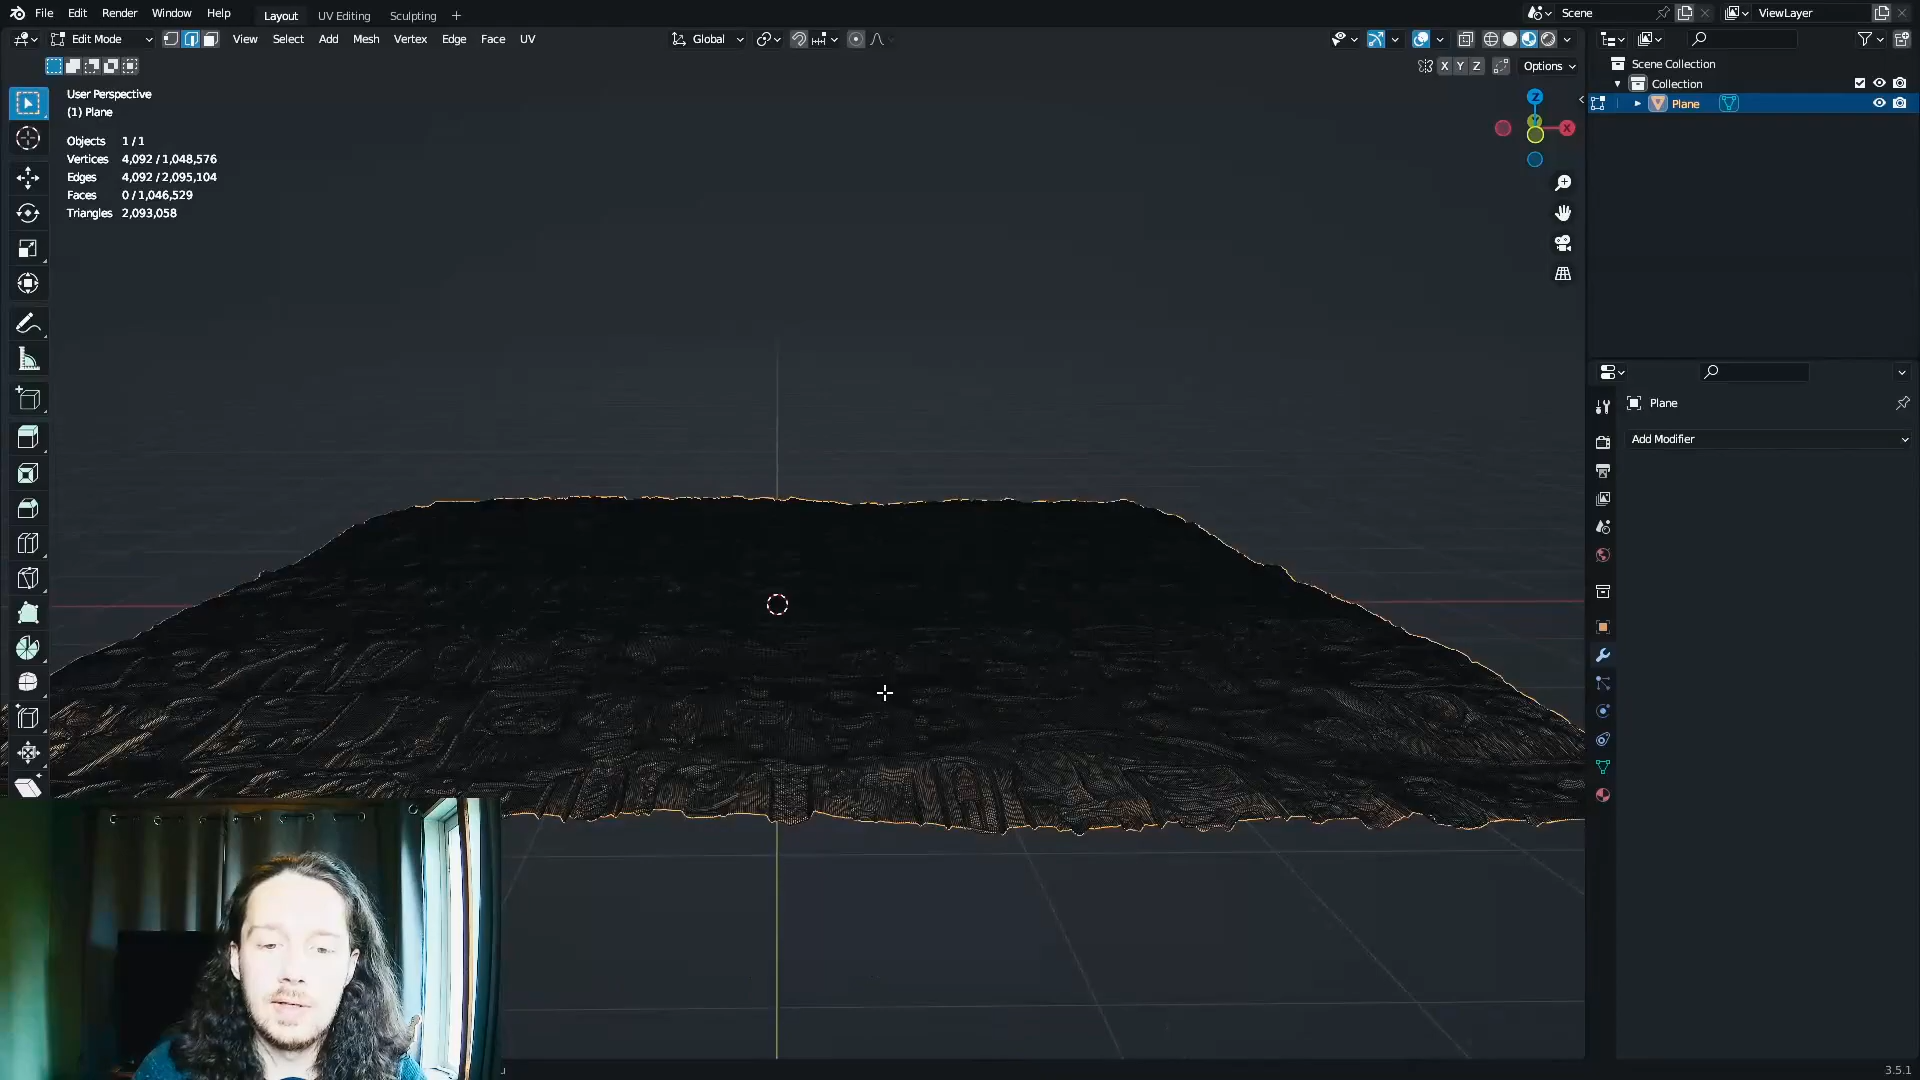 File Edit Render Window Help Layout UV Editing Sculpting + Scene ViewLayer
Edit Mode View Select Add Mesh Vertex Edge Face UV Global
X Y Z Options
User Perspective
(1) Plane
Objects 1 / 1
Vertices 4,092 / 1,048,576
Edges 4,092 / 2,095,104
Faces 0 / 1,046,529
Triangles 2,093,058
Z
X
Scene Collection
Collection
Plane
Plane
Add Modifier
3.5.1